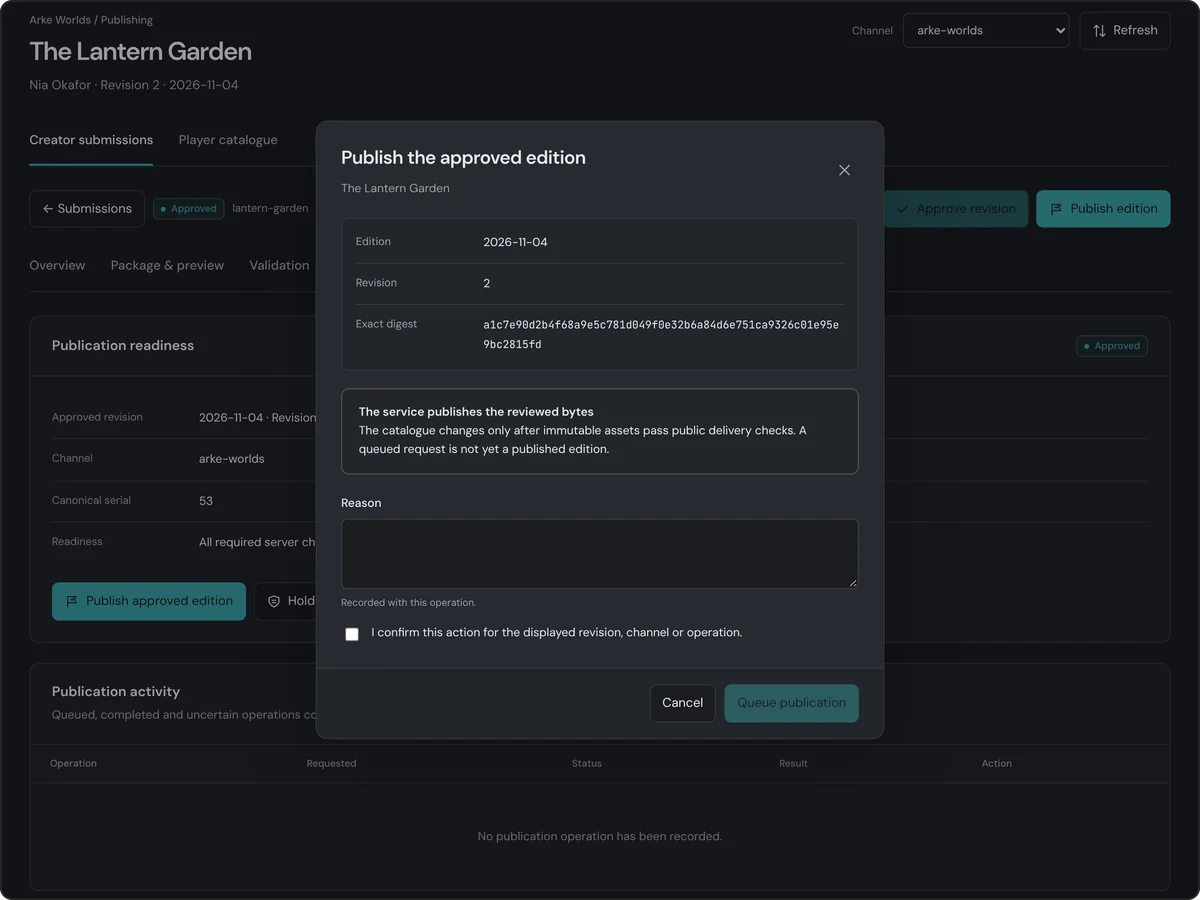 Arke Worlds / Publishing
The Lantern Garden
Nia Okafor · Revision 2 · 2026-11-04
Channel
arke-worlds
Refresh
Creator submissions
Player catalogue
← Submissions
Approved
lantern-garden
Approve revision
Publish edition
Overview
Package & preview
Validation
Publication readiness
Approved
Approved revision
2026-11-04 · Revision
Channel
arke-worlds
Canonical serial
53
Readiness
All required server ch
Publish approved edition
Hold
Publish the approved edition
The Lantern Garden
Edition
2026-11-04
Revision
2
Exact digest
a1c7e90d2b4f68a9e5c781d049f0e32b6a84d6e751ca9326c01e95e
9bc2815fd
The service publishes the reviewed bytes
The catalogue changes only after immutable assets pass public delivery checks. A
queued request is not yet a published edition.
Reason
Recorded with this operation.
I confirm this action for the displayed revision, channel or operation.
Cancel
Queue publication
Publication activity
Queued, completed and uncertain operations co
Operation
Requested
Status
Result
Action
No publication operation has been recorded.